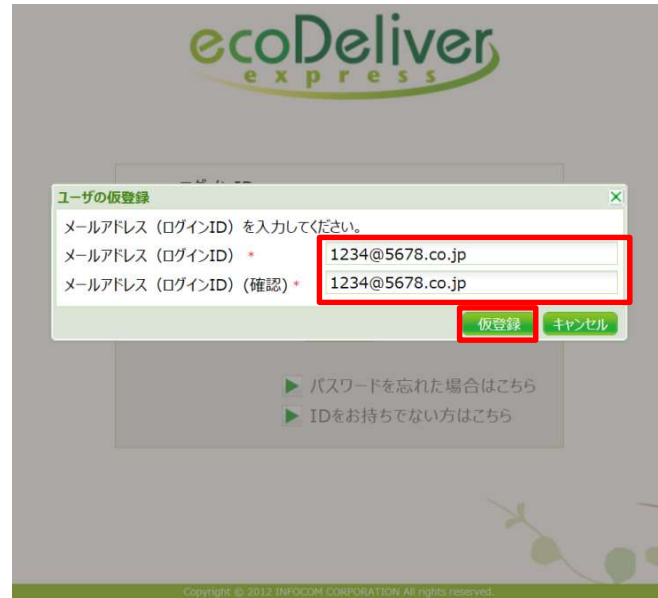 ecoDeliver
express
ユーザの仮登録
メールアドレス（ログインID）を入力してください。
メールアドレス（ログインID） * 1234@5678.co.jp
メールアドレス（ログインID）(確認) * 1234@5678.co.jp
仮登録 キャンセル
パスワードを忘れた場合はこちら
IDをお持ちでない方はこちら
Copyright © 2012 INFOCOM CORPORATION All rights reserved.